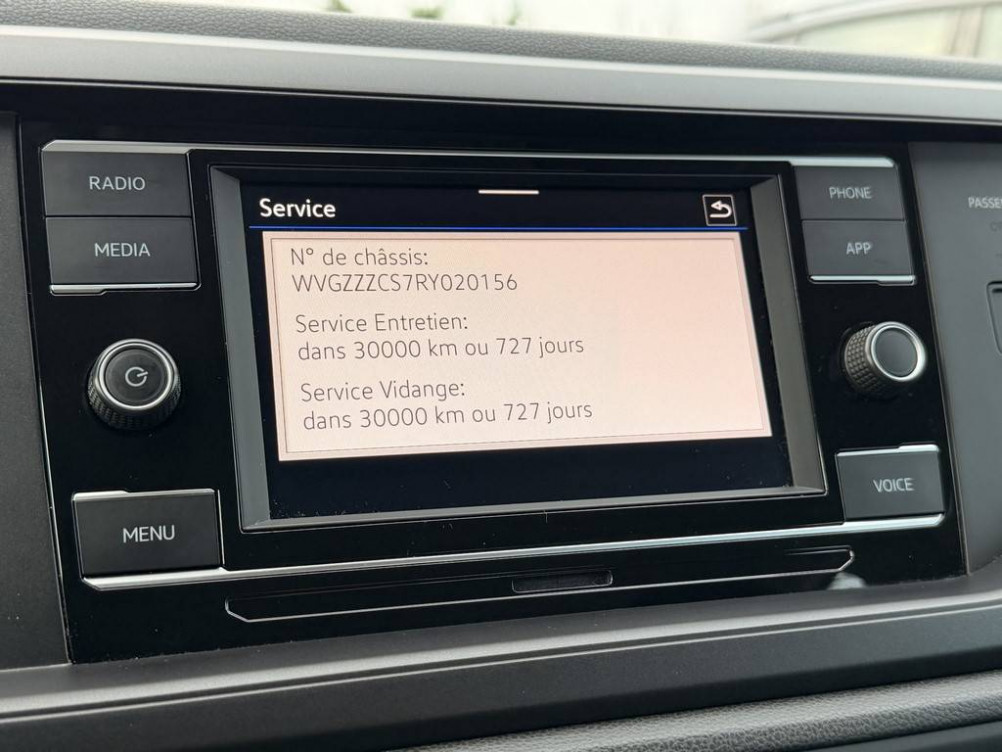 RADIO
MEDIA
MENU
Service
N° de châssis:
WVGZZZCS7RY020156
Service Entretien:
dans 30000 km ou 727 jours
Service Vidange:
dans 30000 km ou 727 jours
PHONE
APP
VOICE